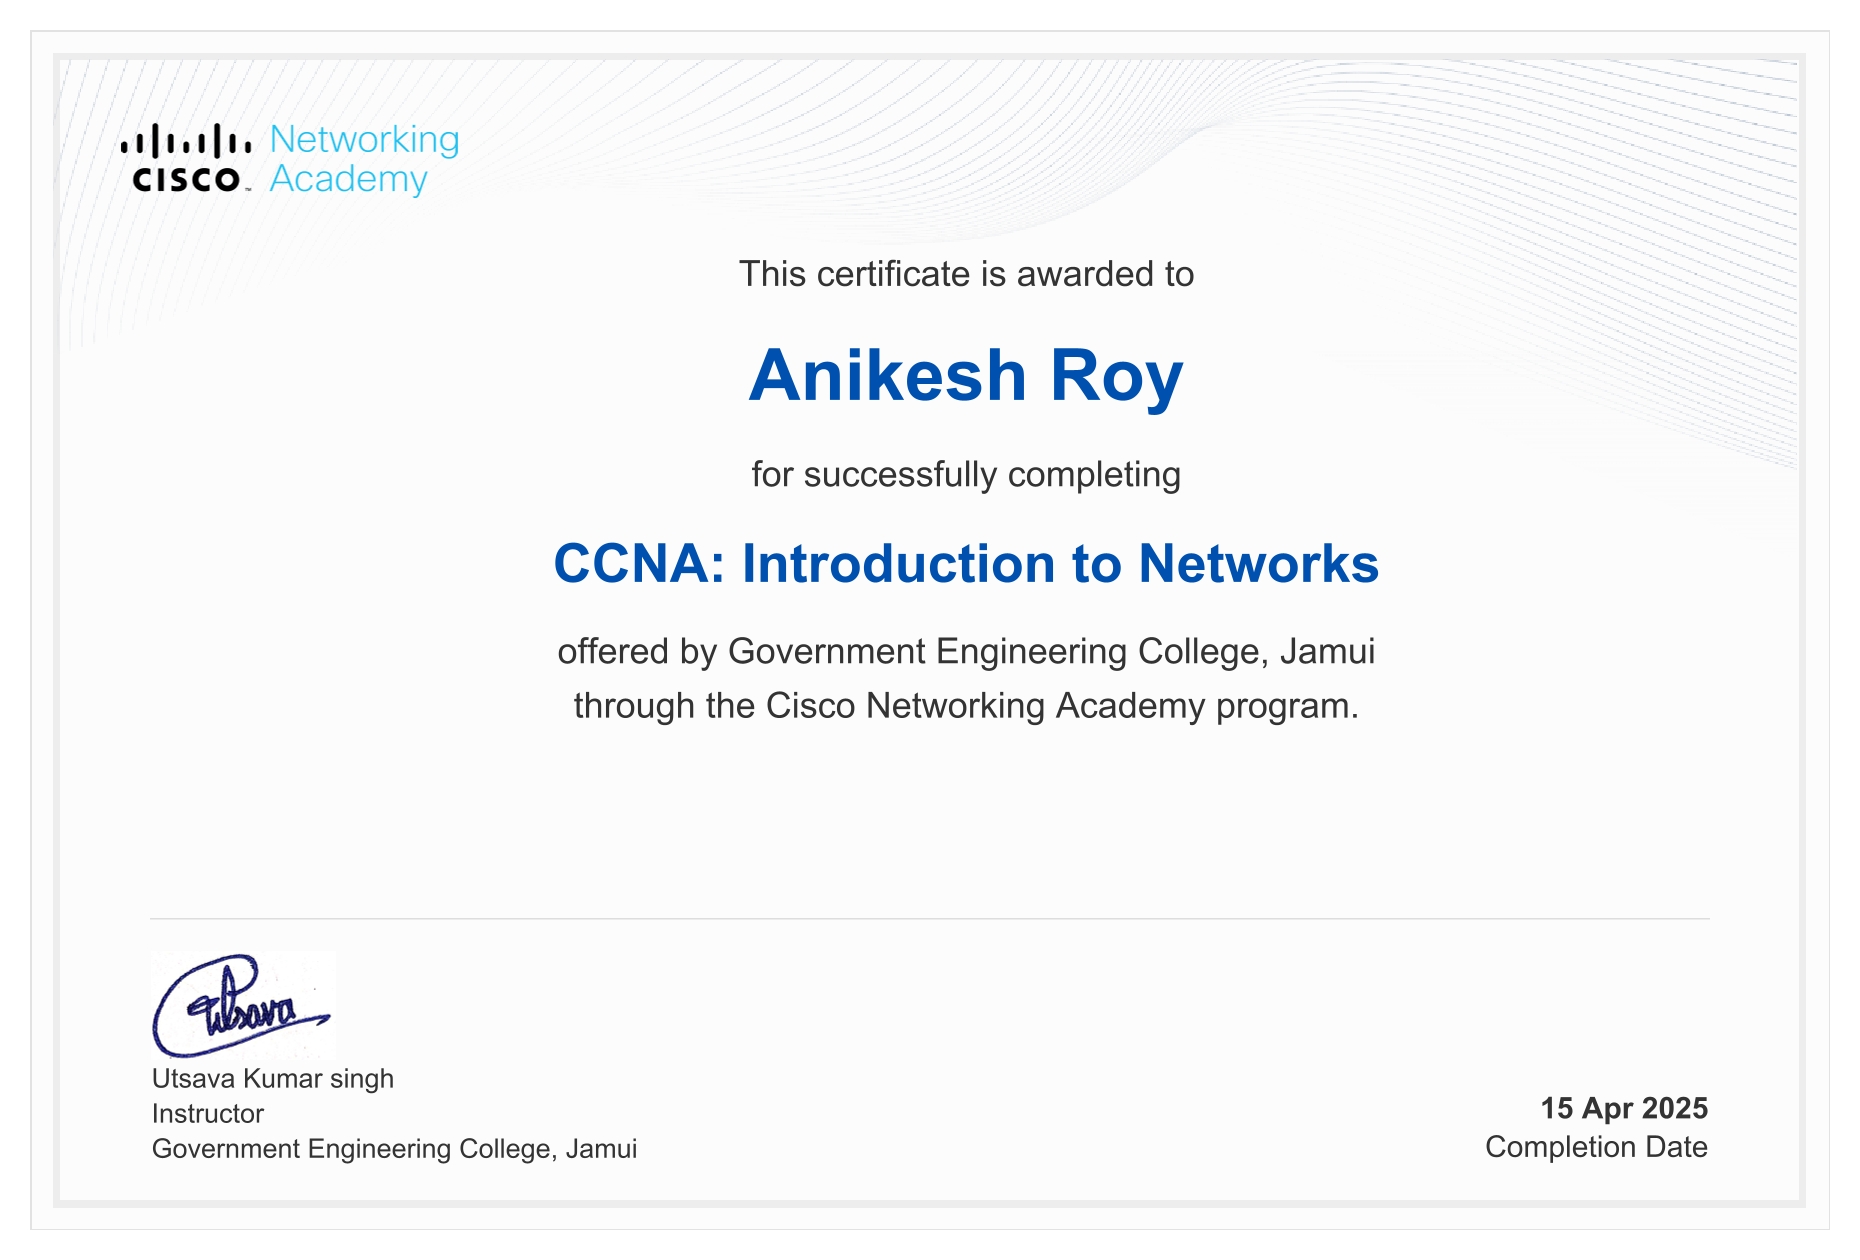 Networking
Academy
CISCO™
This certificate is awarded to
Anikesh Roy
for successfully completing
CCNA: Introduction to Networks
offered by Government Engineering College, Jamui
through the Cisco Networking Academy program.
Utsava
Utsava Kumar singh
Instructor
Government Engineering College, Jamui
15 Apr 2025
Completion Date